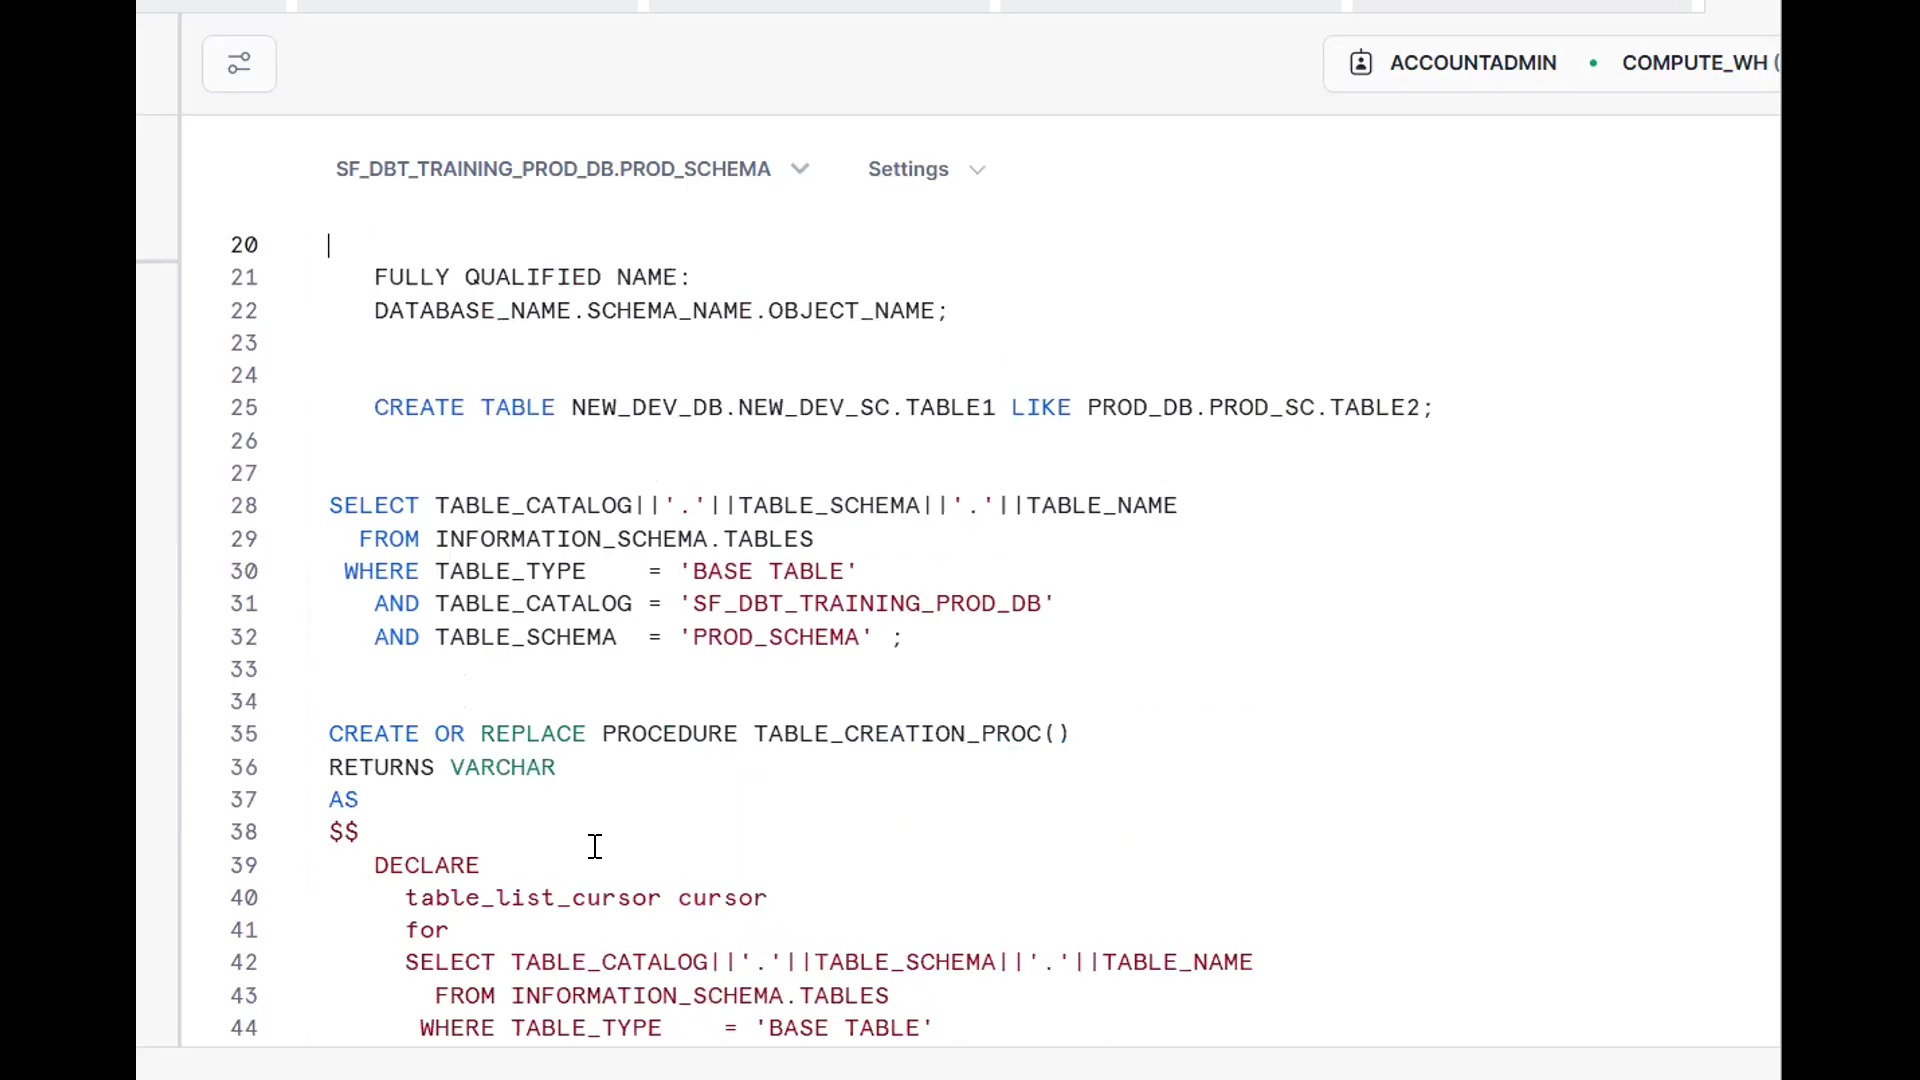 ACCOUNTADMIN • COMPUTE_WH (
SF_DBT_TRAINING_PROD_DB.PROD_SCHEMA Settings
20
21 FULLY QUALIFIED NAME:
22 DATABASE_NAME.SCHEMA_NAME.OBJECT_NAME;
23
24
25 CREATE TABLE NEW_DEV_DB.NEW_DEV_SC.TABLE1 LIKE PROD_DB.PROD_SC.TABLE2;
26
27
28 SELECT TABLE_CATALOG||'.'||TABLE_SCHEMA||'.'||TABLE_NAME
29 FROM INFORMATION_SCHEMA.TABLES
30 WHERE TABLE_TYPE = 'BASE TABLE'
31 AND TABLE_CATALOG = 'SF_DBT_TRAINING_PROD_DB'
32 AND TABLE_SCHEMA = 'PROD_SCHEMA' ;
33
34
35 CREATE OR REPLACE PROCEDURE TABLE_CREATION_PROC()
36 RETURNS VARCHAR
37 AS
38 $$
39 DECLARE
40 table_list_cursor cursor
41 for
42 SELECT TABLE_CATALOG||'.'||TABLE_SCHEMA||'.'||TABLE_NAME
43 FROM INFORMATION_SCHEMA.TABLES
44 WHERE TABLE_TYPE = 'BASE TABLE'